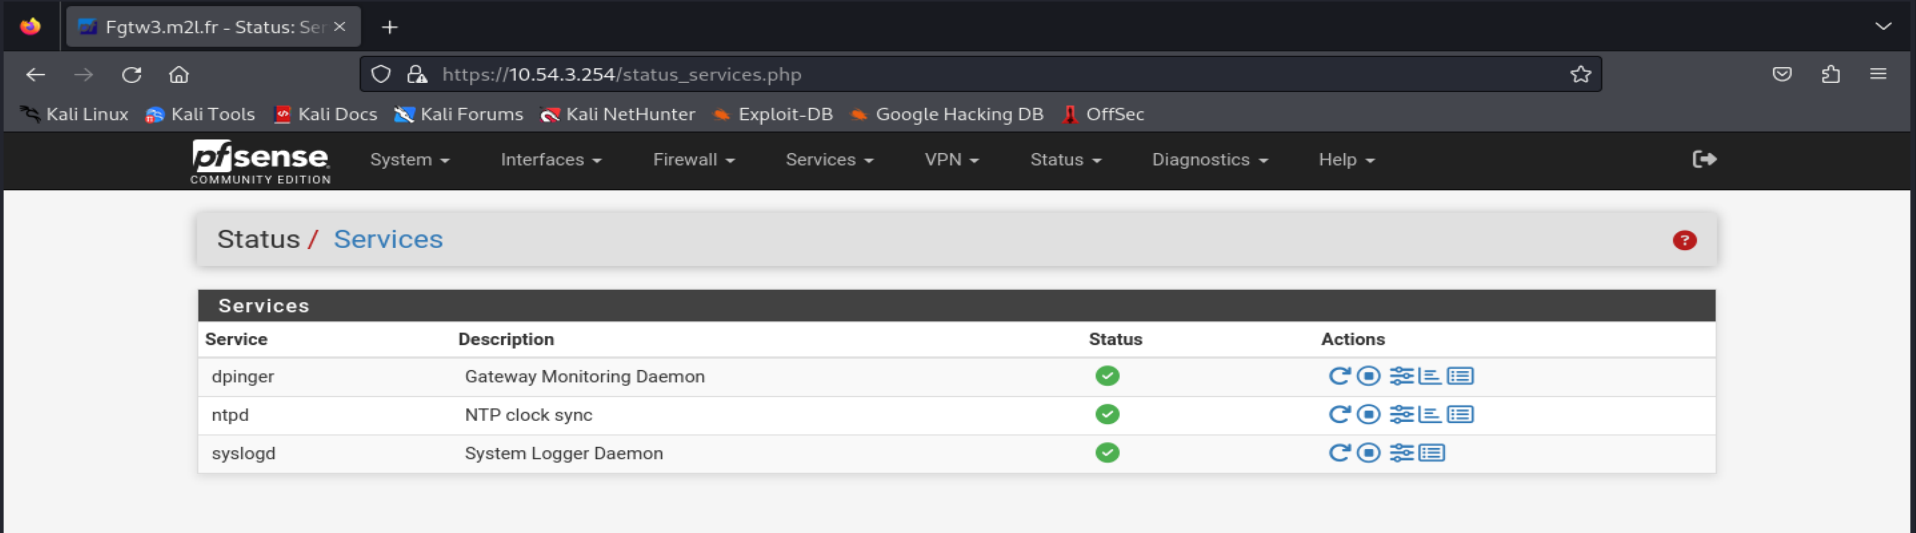 Fgtw3.m2l.fr - Status: Ser
https://10.54.3.254/status_services.php
Kali Linux Kali Tools Kali Docs Kali Forums Kali NetHunter Exploit-DB Google Hacking DB OffSec
pfsense System Interfaces Firewall Services VPN Status Diagnostics Help
COMMUNITY EDITION
Status / Services
Services
Service Description Status Actions
dpinger Gateway Monitoring Daemon
ntpd NTP clock sync
syslogd System Logger Daemon